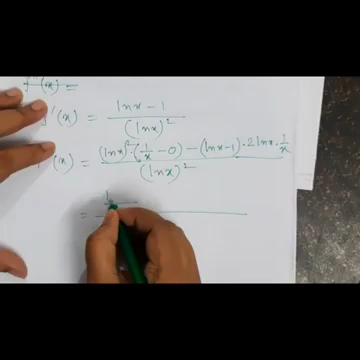 f''(x) =
f'(x) = (lnx - 1) / (lnx)²
(x) = ((lnx)² · (1/x - 0) - (lnx-1) · 2lnx · 1/x) / (lnx)²
=